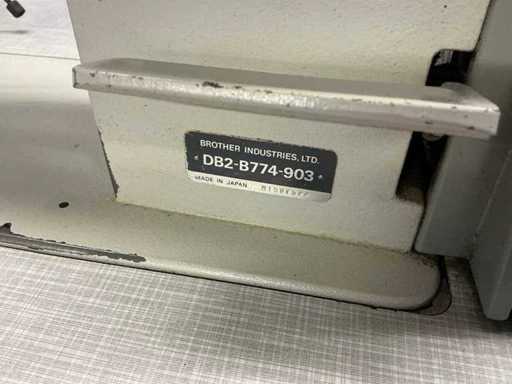 BROTHER INDUSTRIES, LTD.
* DB2-B774-903 *
MADE IN JAPAN